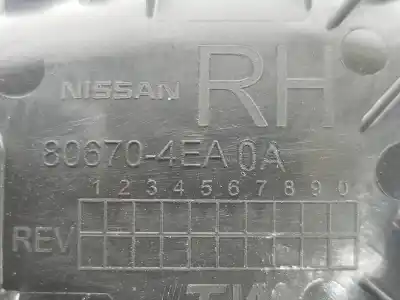 NISSAN RH
80670-4EA0A
1 2 3 4 5 6 7 8 9 0
REV